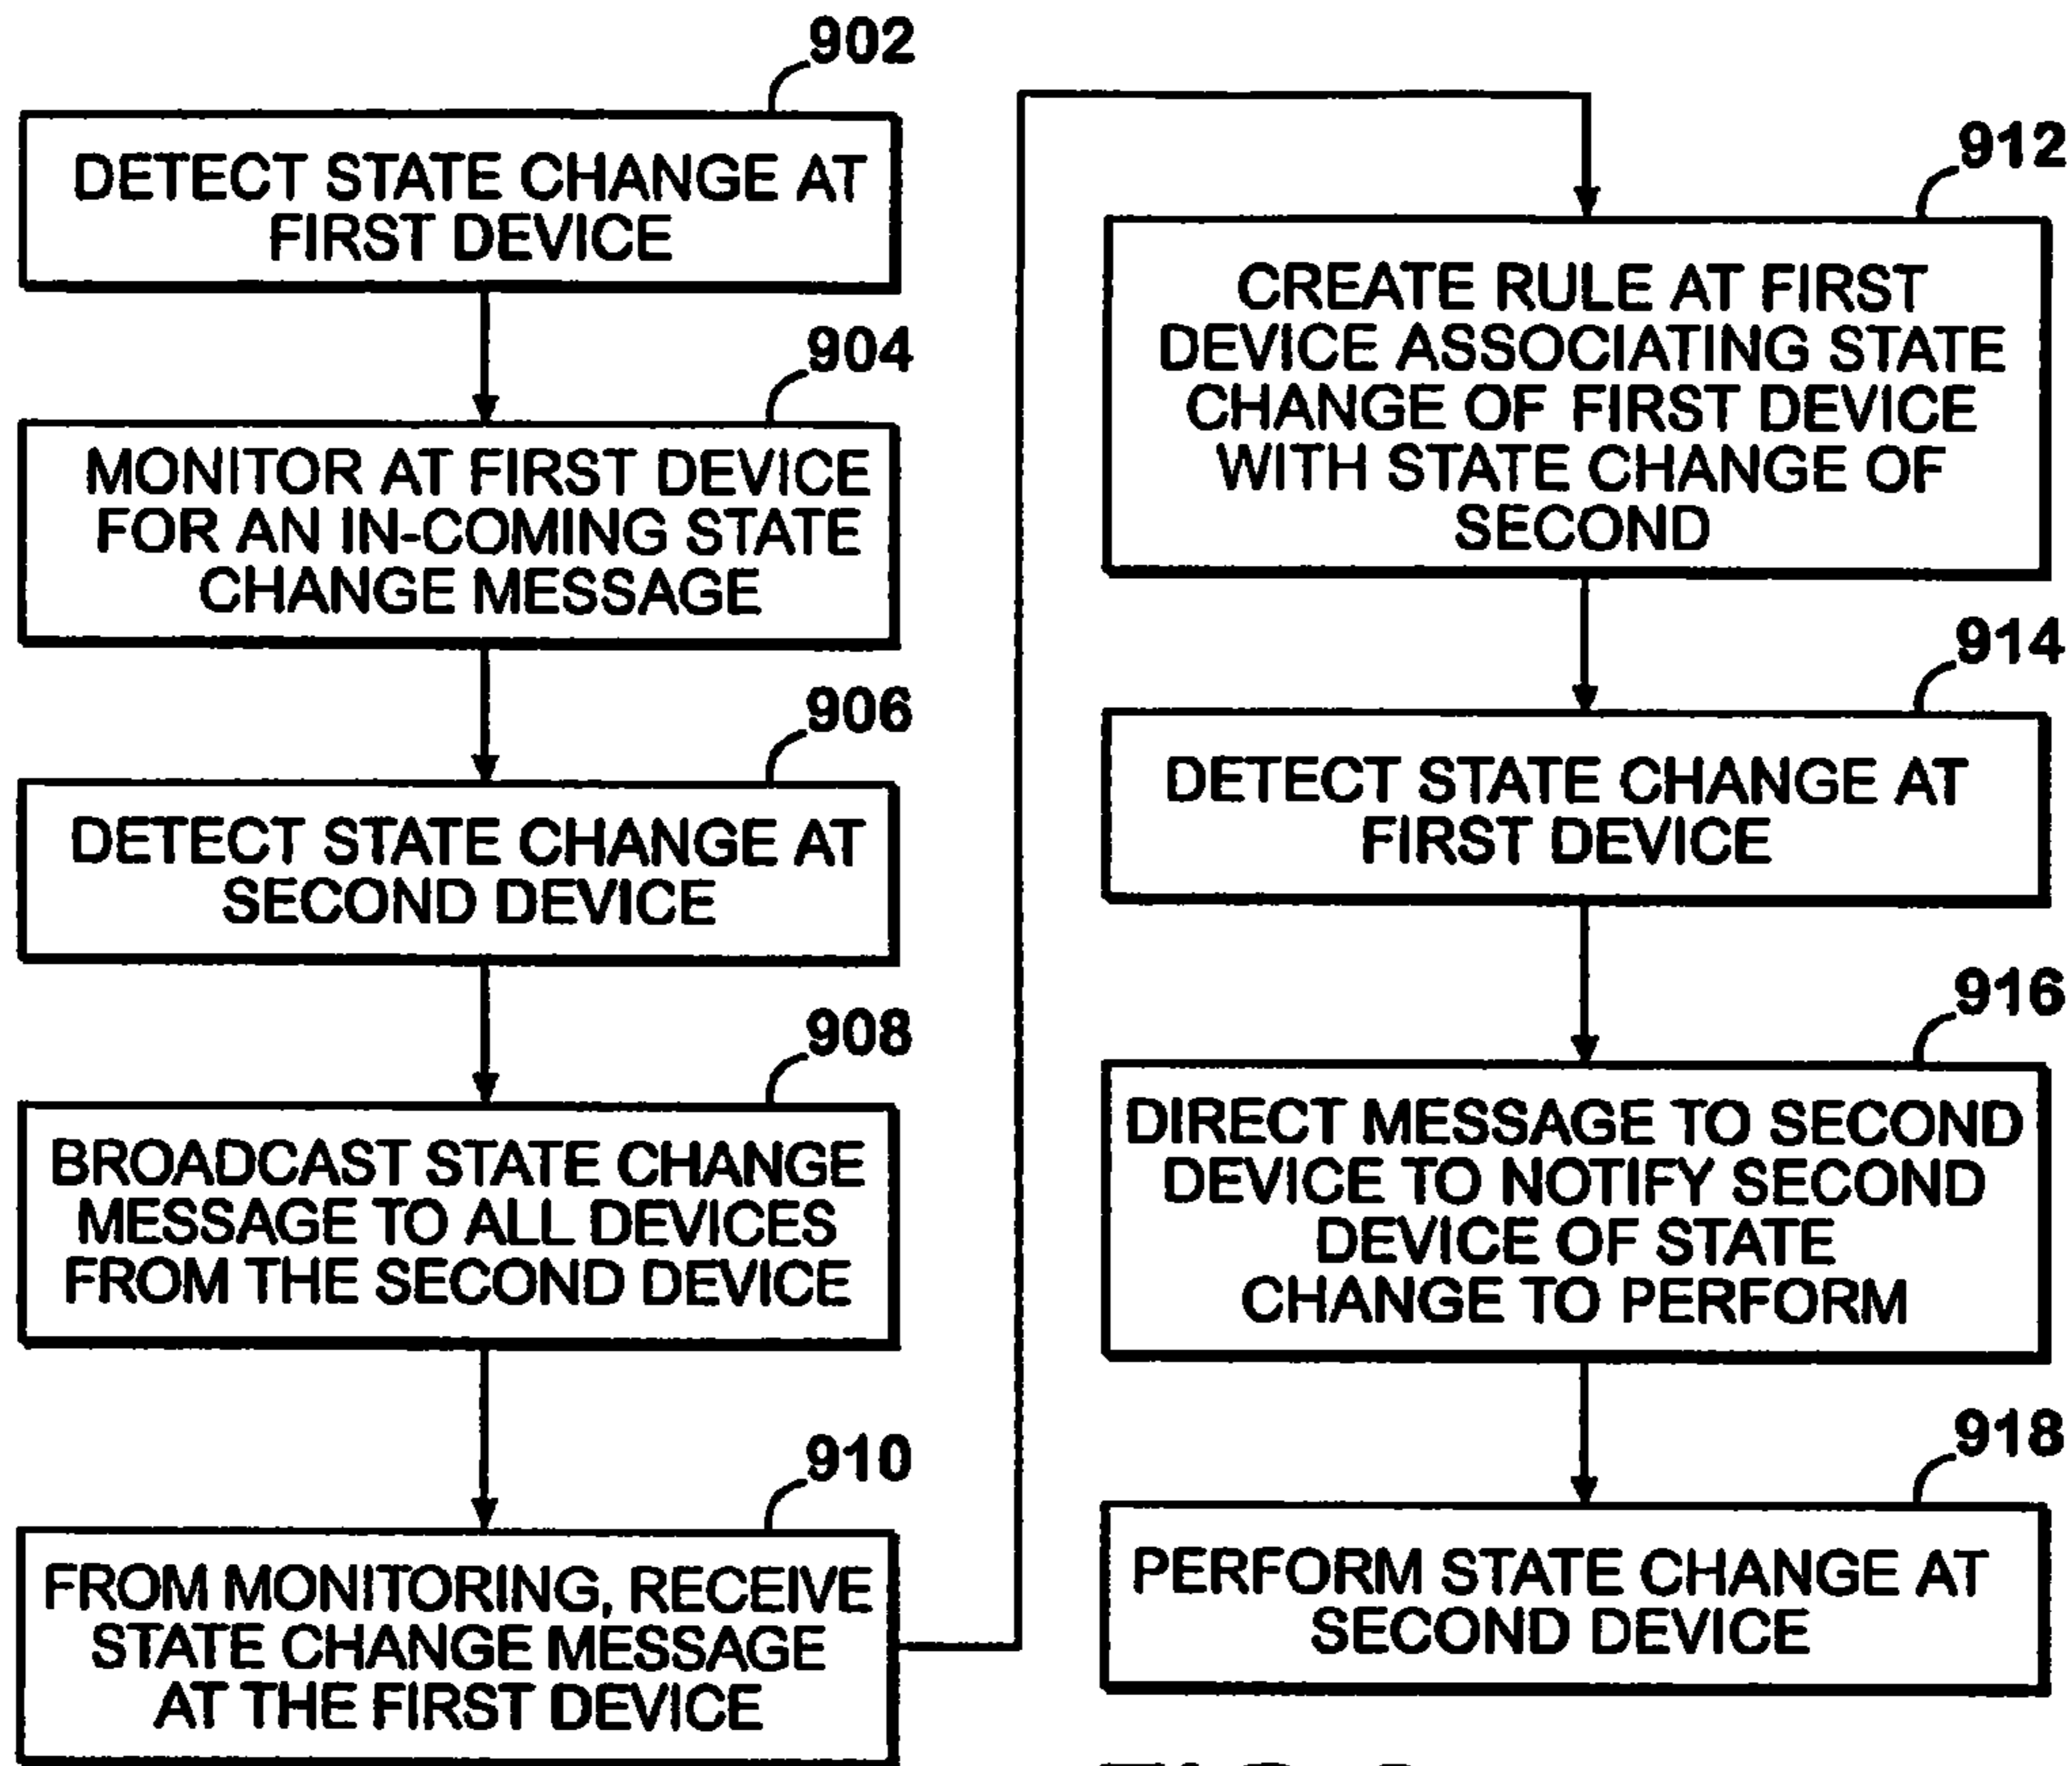 902
DETECT STATE CHANGE AT
FIRST DEVICE
904
MONITOR AT FIRST DEVICE
FOR AN IN-COMING STATE
CHANGE MESSAGE
906
DETECT STATE CHANGE AT
SECOND DEVICE
908
BROADCAST STATE CHANGE
MESSAGE TO ALL DEVICES
FROM THE SECOND DEVICE
910
FROM MONITORING, RECEIVE
STATE CHANGE MESSAGE
AT THE FIRST DEVICE
912
CREATE RULE AT FIRST
DEVICE ASSOCIATING STATE
CHANGE OF FIRST DEVICE
WITH STATE CHANGE OF
SECOND
914
DETECT STATE CHANGE AT
FIRST DEVICE
916
DIRECT MESSAGE TO SECOND
DEVICE TO NOTIFY SECOND
DEVICE OF STATE
CHANGE TO PERFORM
918
PERFORM STATE CHANGE AT
SECOND DEVICE